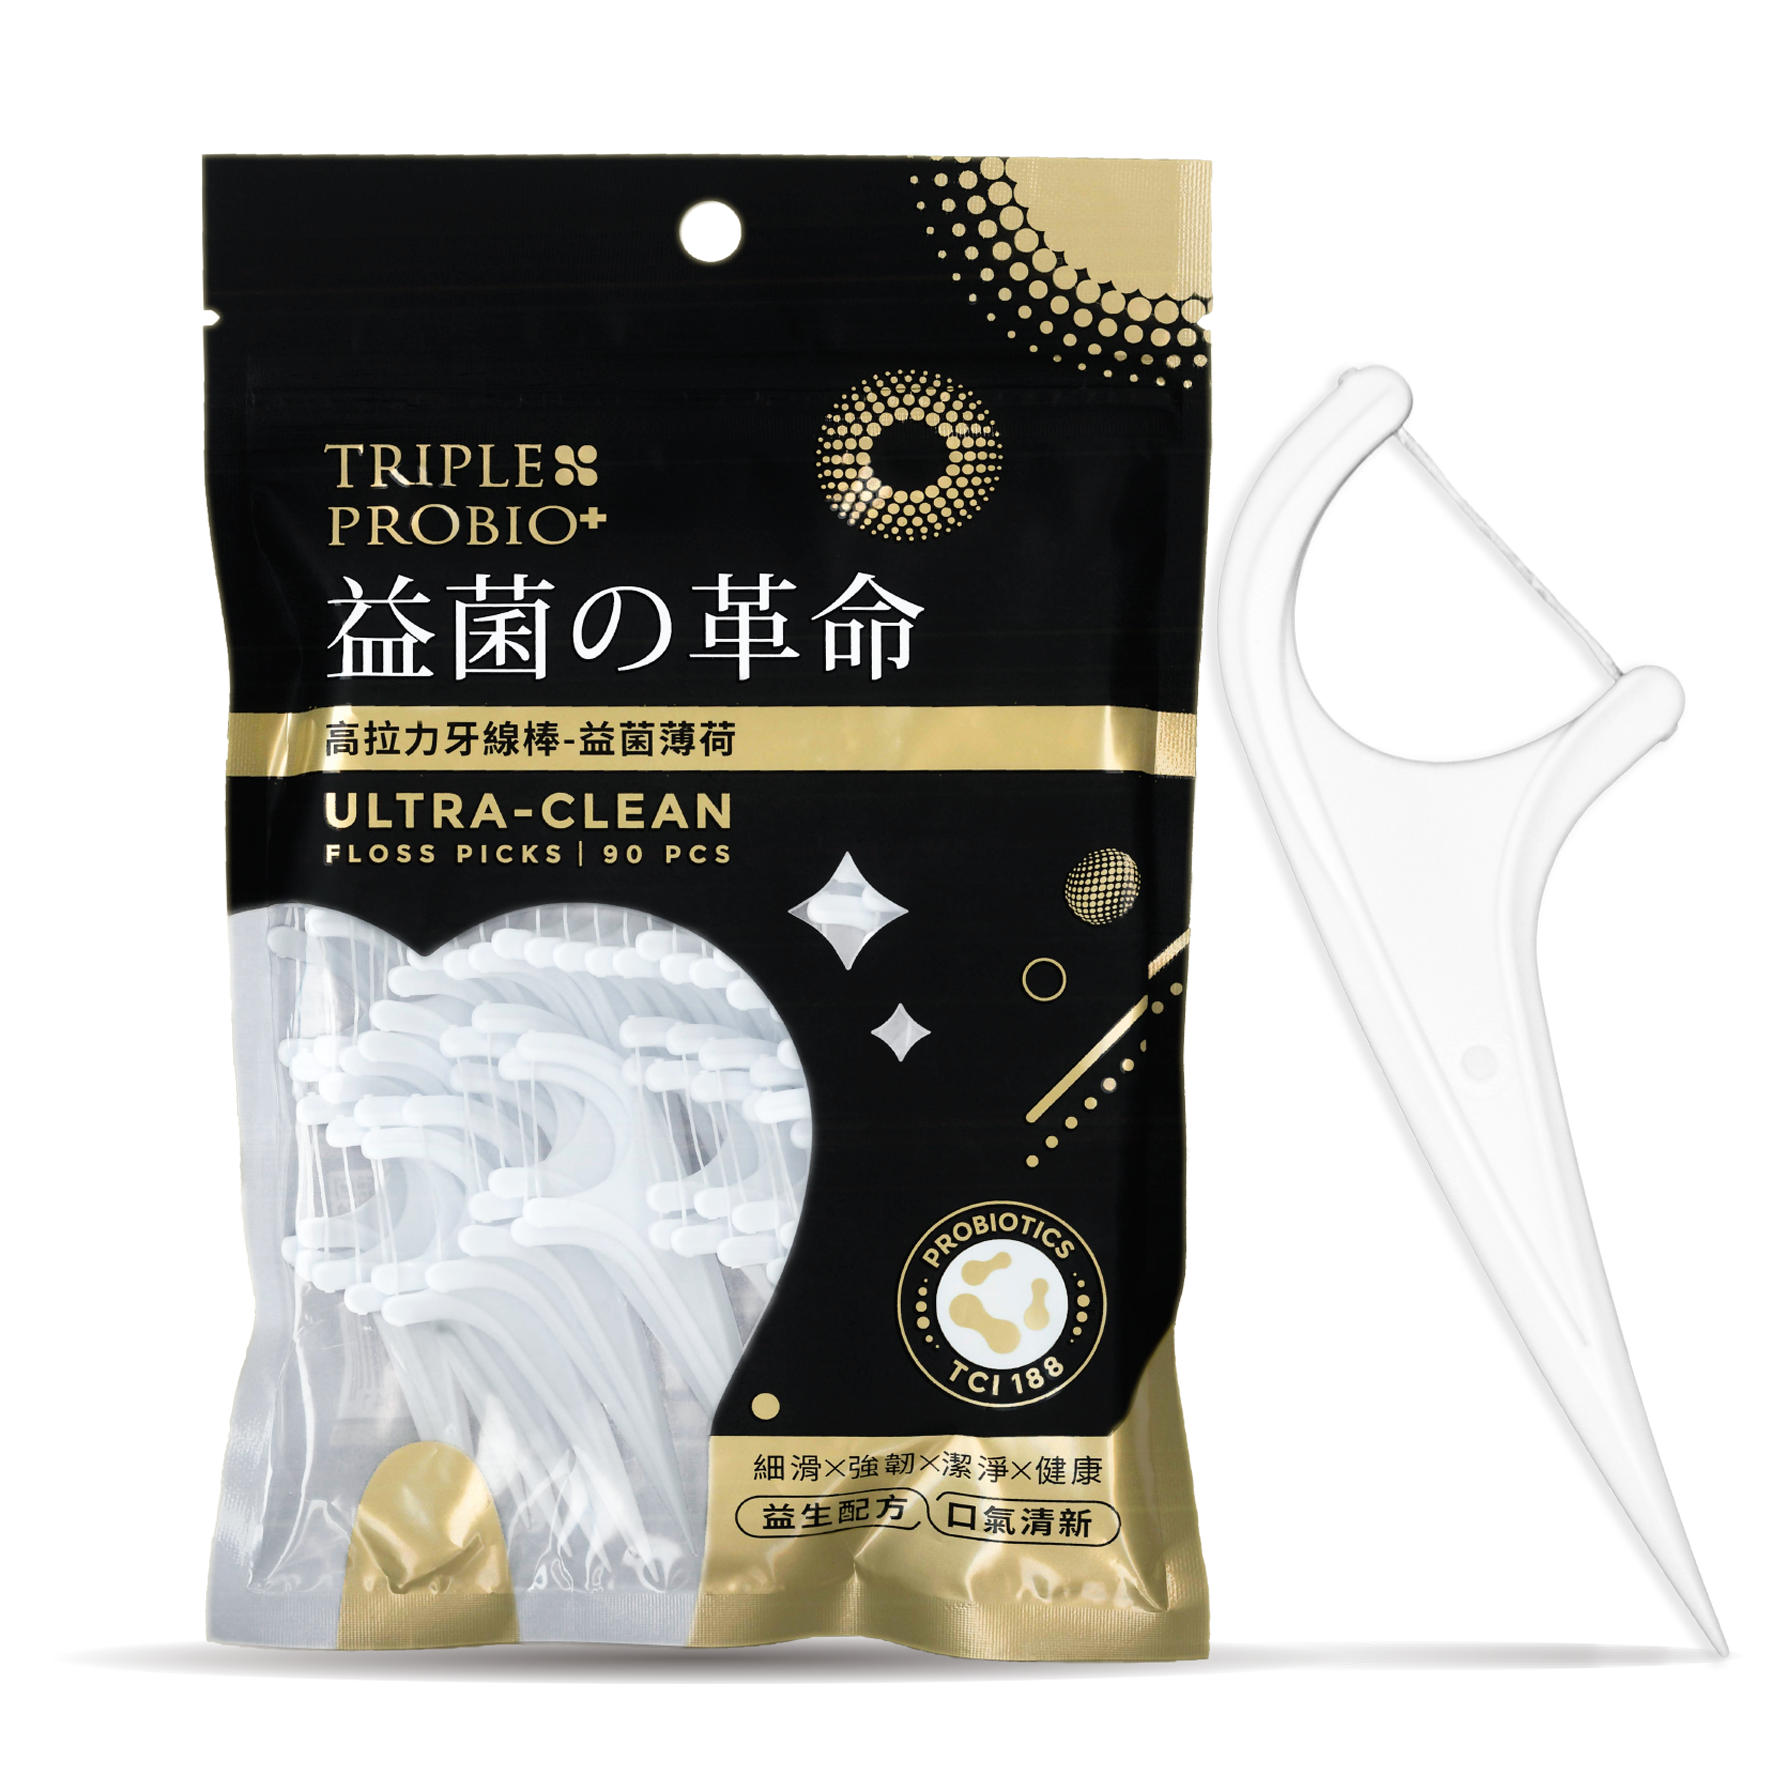 TRIPLE
PROBIO+
益菌の革命
高拉力牙線棒-益菌薄荷
ULTRA-CLEAN
FLOSS PICKS | 90 PCS
PROBIOTICS
TCI 188
細滑×強韌×潔淨×健康
益生配方 口氣清新